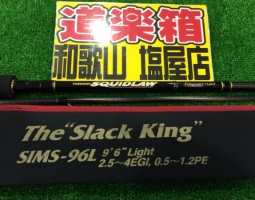 道楽箱
和歌山 塩屋店
SQUIDLAW
The "Slack King"
SIMS-96L 9'6" Light
2.5~4EGI, 0.5~1.2PE